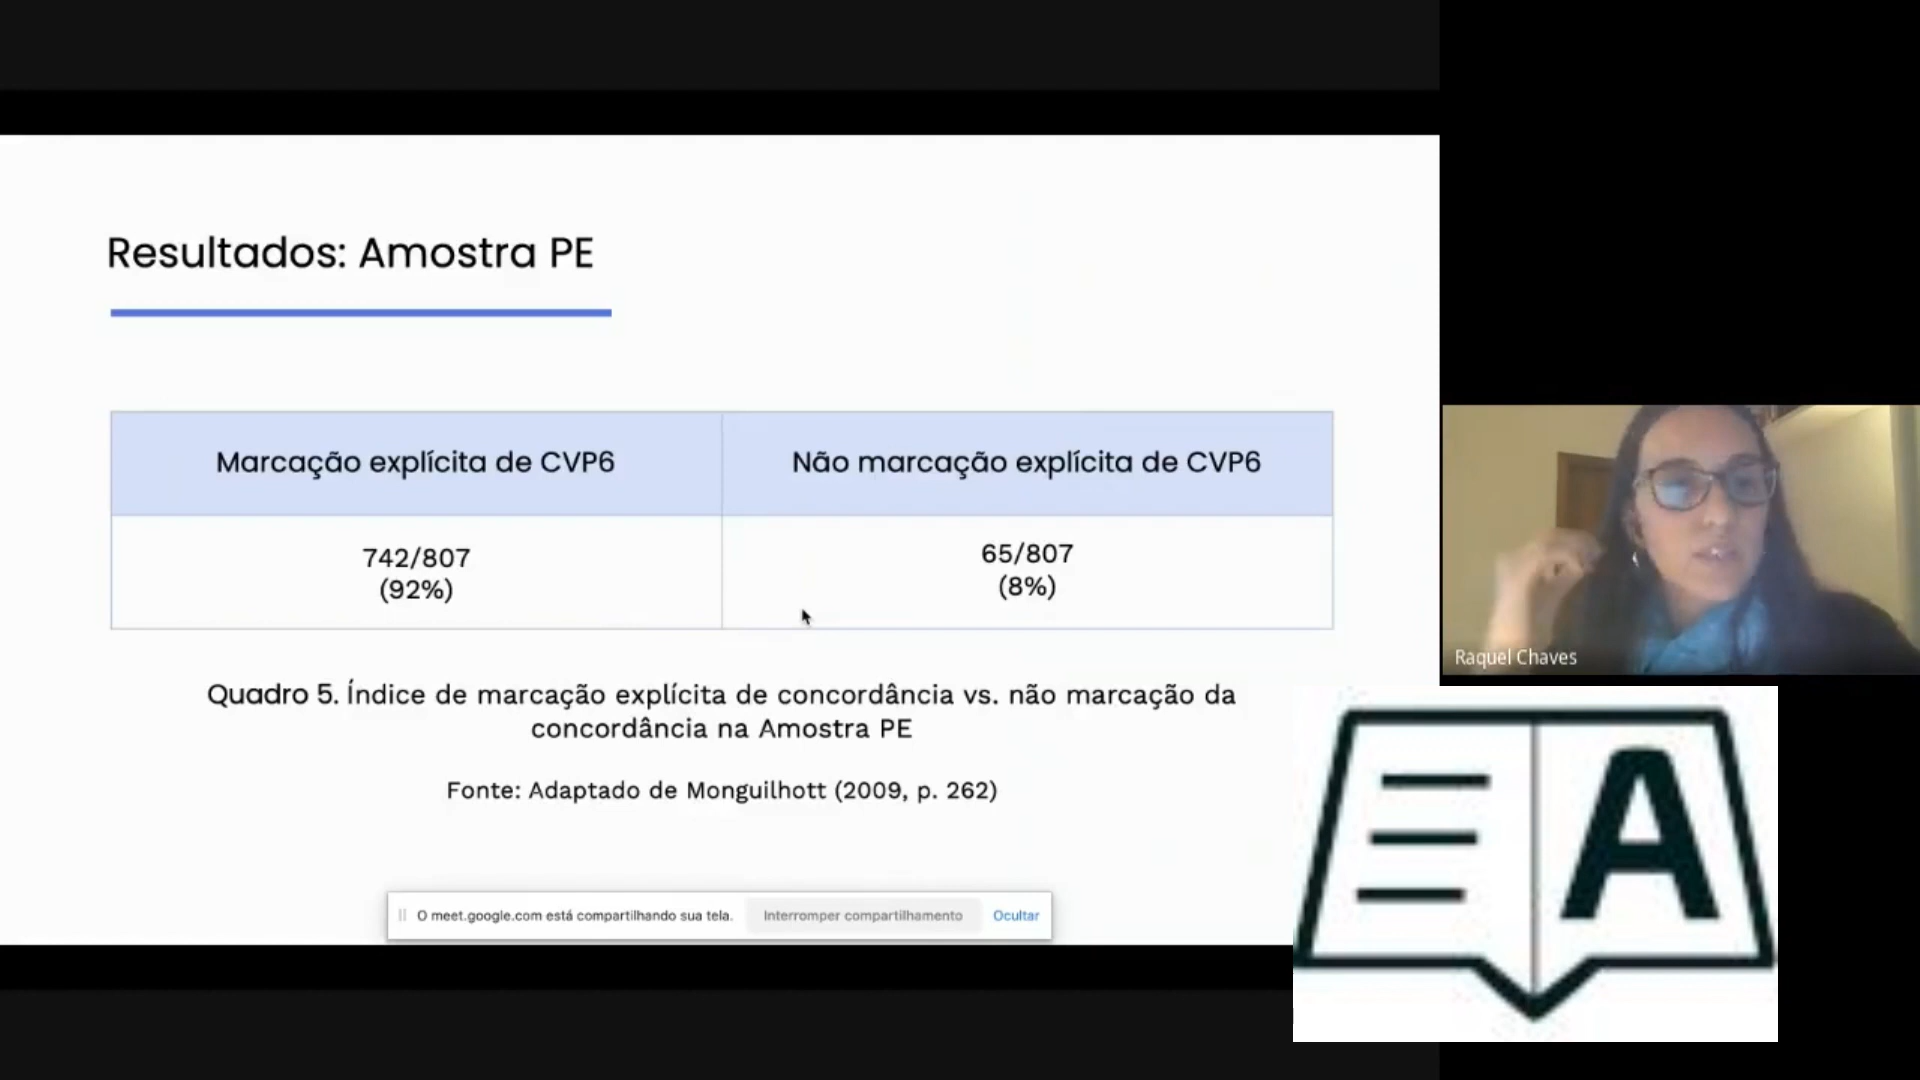 Resultados: Amostra PE
Marcação explícita de CVP6
Não marcação explícita de CVP6
742/807
(92%)
65/807
(8%)
Quadro 5. Índice de marcação explícita de concordância vs. não marcação da
concordância na Amostra PE
Fonte: Adaptado de Monguilhott (2009, p. 262)
O meet.google.com está compartilhando sua tela.
Interromper compartilhamento
Ocultar
Raquel Chaves
A